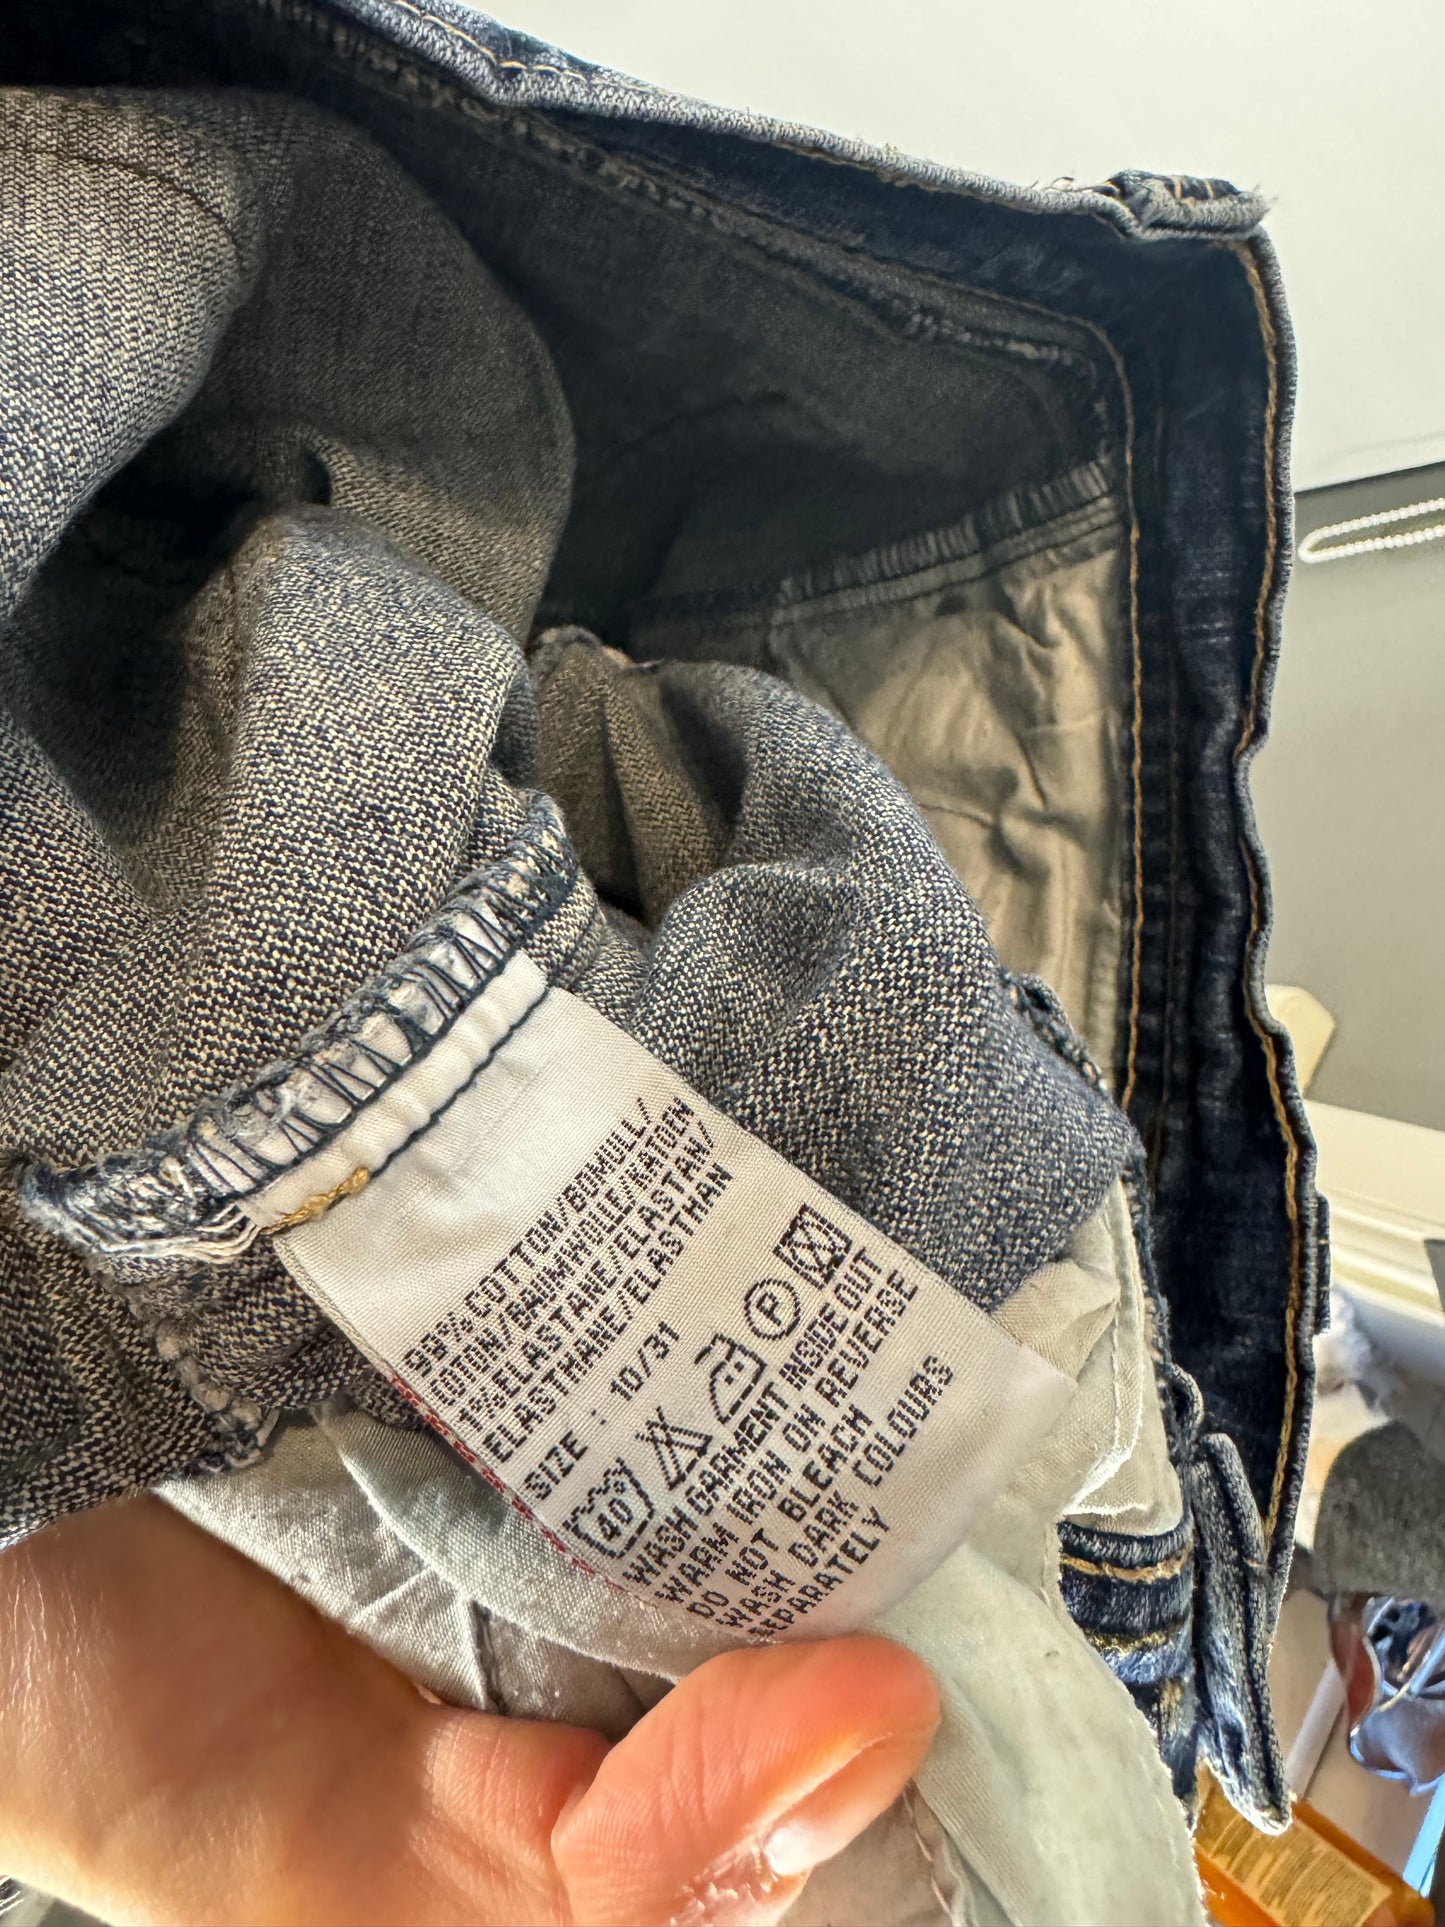 99% COTTON/BOMULL/
COTON/BAUMWOLLE/KATOEN
1% ELASTANE/ELASTAN/
ELASTHANE/ELASTHAN
SIZE : 10/31
40 P
WASH GARMENT INSIDE OUT
WARM IRON ON REVERSE
DO NOT BLEACH
WASH DARK COLOURS
SEPARATELY